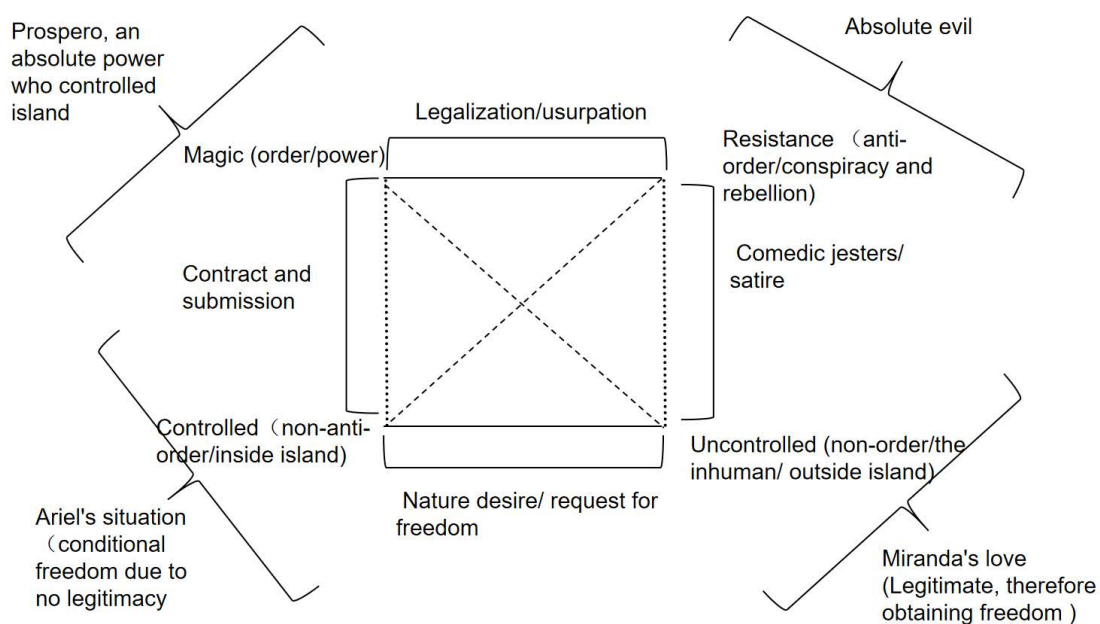 Prospero, an
absolute power
who controlled
island
Absolute evil
Legalization/usurpation
Magic (order/power)
Resistance （anti-
order/conspiracy and
rebellion)
Contract and
submission
Comedic jesters/
satire
Controlled（non-anti-
order/inside island)
Uncontrolled (non-order/the
inhuman/ outside island)
Nature desire/ request for
freedom
Ariel's situation
（conditional
freedom due to
no legitimacy
Miranda's love
(Legitimate, therefore
obtaining freedom )